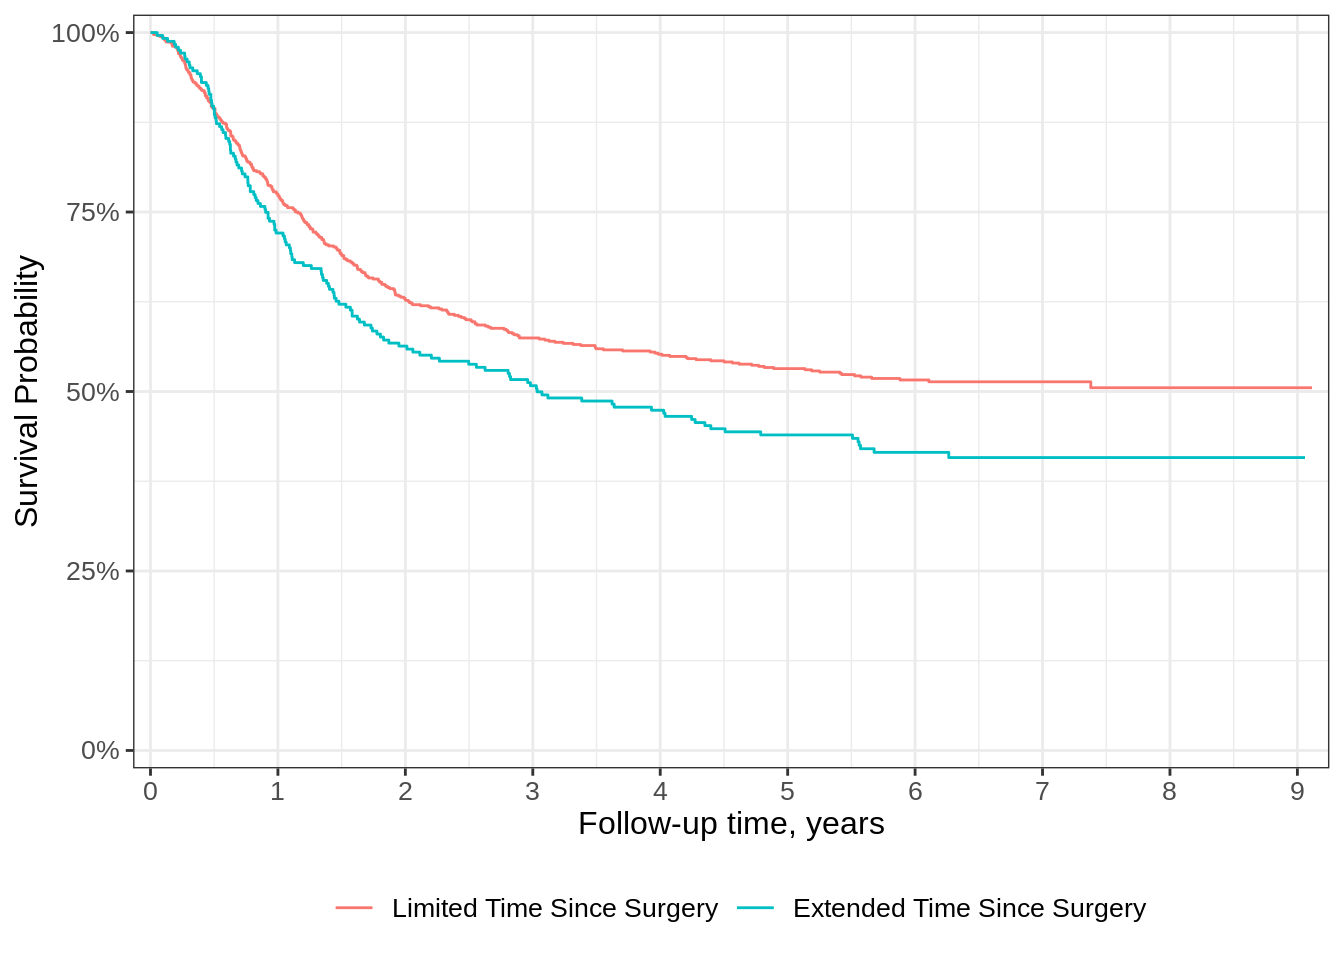 100%
75%
50%
25%
0%
Survival Probability
0 1 2 3 4 5 6 7 8 9
Follow-up time, years
Limited Time Since Surgery Extended Time Since Surgery